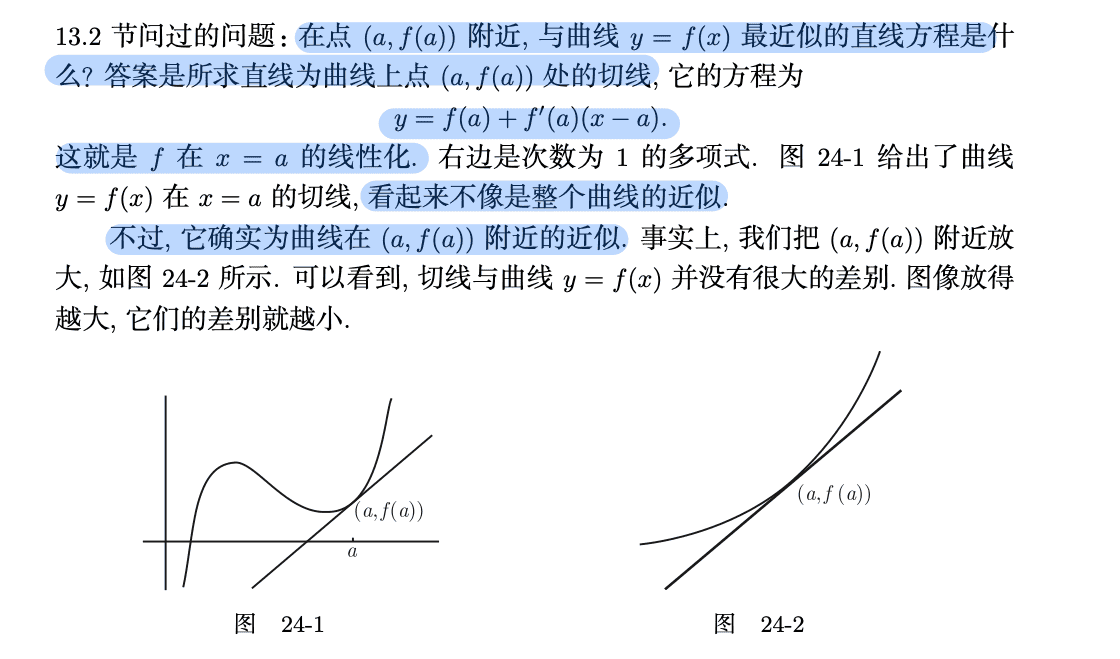 13.2 节问过的问题: 在点 (a, f(a)) 附近, 与曲线 y = f(x) 最近似的直线方程是什
么? 答案是所求直线为曲线上点 (a, f(a)) 处的切线, 它的方程为
y = f(a) + f′(a)(x − a).
这就是 f 在 x = a 的线性化. 右边是次数为 1 的多项式. 图 24-1 给出了曲线
y = f(x) 在 x = a 的切线, 看起来不像是整个曲线的近似.
不过, 它确实为曲线在 (a, f(a)) 附近的近似. 事实上, 我们把 (a, f(a)) 附近放
大, 如图 24-2 所示. 可以看到, 切线与曲线 y = f(x) 并没有很大的差别. 图像放得
越大, 它们的差别就越小.
(a,f(a))
a
图 24-1
(a,f (a))
图 24-2